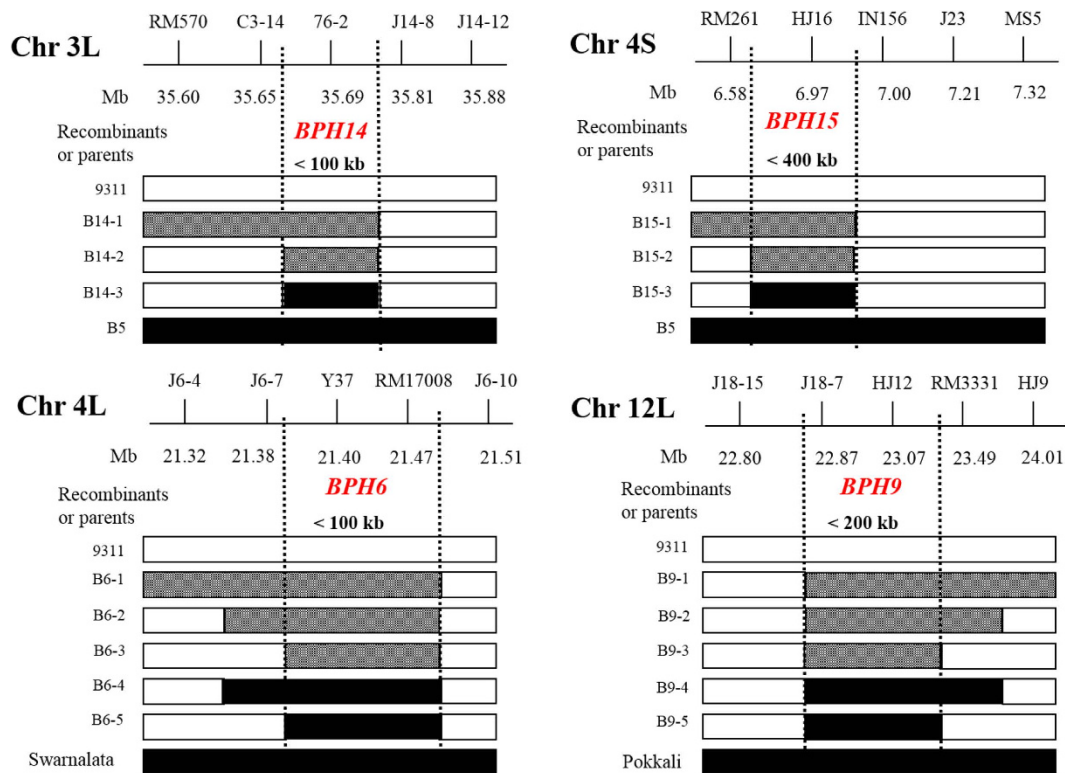 RM570 C3-14 76-2 J14-8 J14-12
Chr 3L
Mb 35.60 35.65 35.69 35.81 35.88
Recombinants
or parents
BPH14
< 100 kb
9311
B14-1
B14-2
B14-3
B5
RM261 HJ16 IN156 J23 MS5
Chr 4S
Mb 6.58 6.97 7.00 7.21 7.32
Recombinants
or parents
BPH15
< 400 kb
9311
B15-1
B15-2
B15-3
B5
J6-4 J6-7 Y37 RM17008 J6-10
Chr 4L
Mb 21.32 21.38 21.40 21.47 21.51
Recombinants
or parents
BPH6
< 100 kb
9311
B6-1
B6-2
B6-3
B6-4
B6-5
Swarnalata
J18-15 J18-7 HJ12 RM3331 HJ9
Chr 12L
Mb 22.80 22.87 23.07 23.49 24.01
Recombinants
or parents
BPH9
< 200 kb
9311
B9-1
B9-2
B9-3
B9-4
B9-5
Pokkali